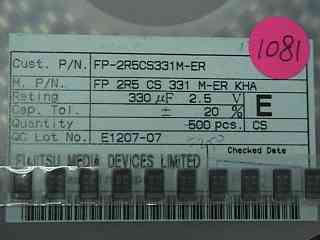 1081
Cust. P/N. FP-2R5CS331M-ER
M. P/N. FP 2R5 CS 331 M-ER KHA
Rating 330 µF 2.5 V
Cap. Tol. ± 20 % E
Quantity 500 pcs. CS
QC Lot No. E1207-07
Checked Date
FUJITSU MEDIA DEVICES LIMITED